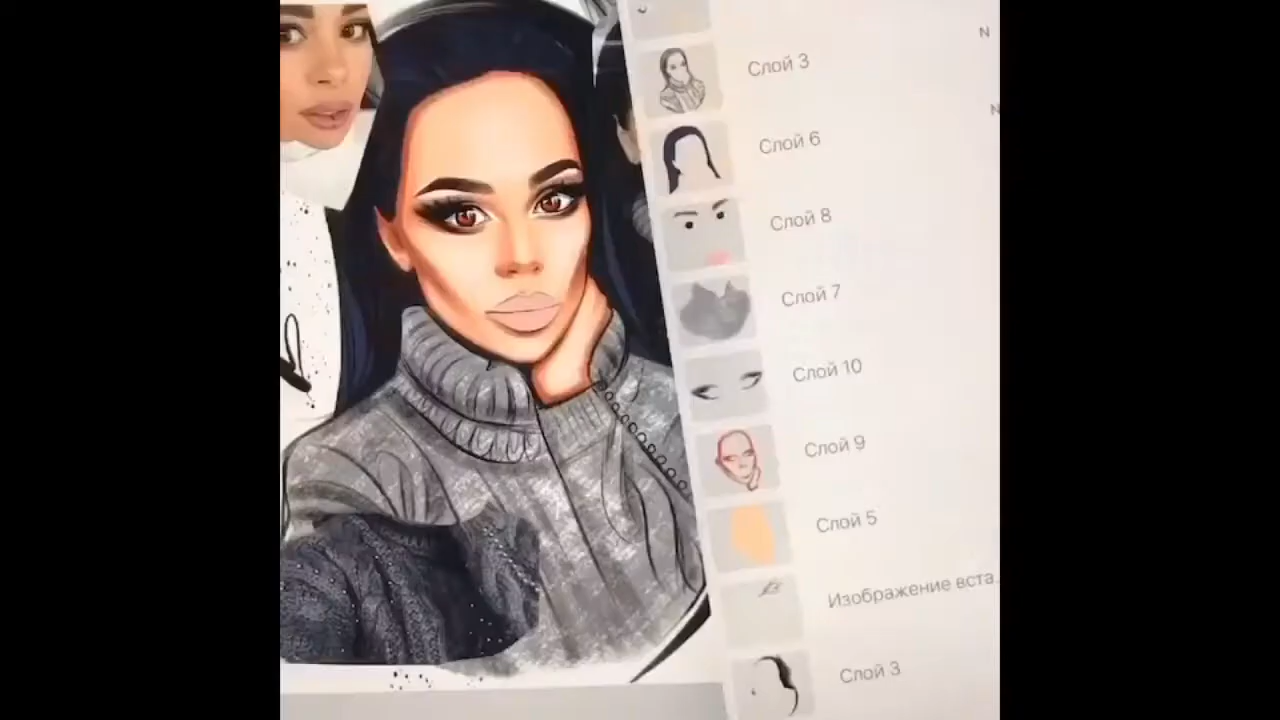 N
Слой 3
N
Слой 6
Слой 8
Слой 7
Слой 10
Слой 9
Слой 5
Изображение вста.
Слой 3